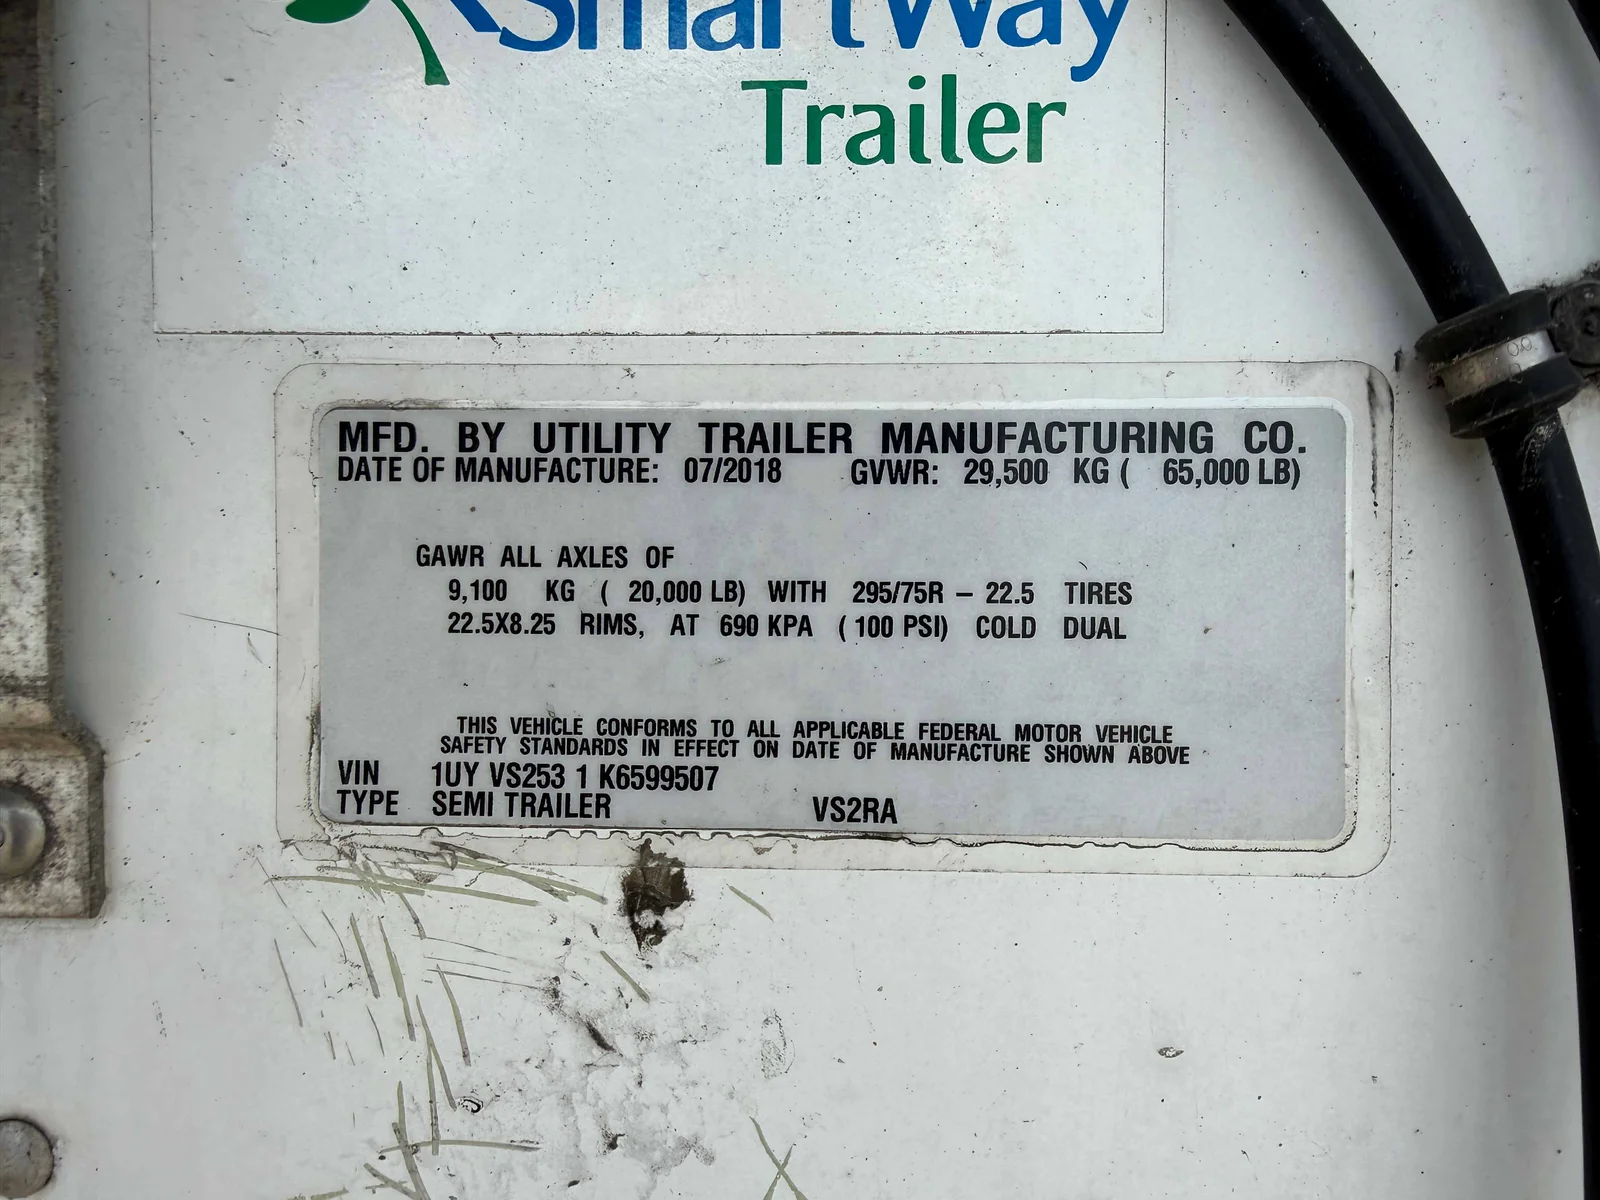 SmartWay
Trailer
MFD. BY UTILITY TRAILER MANUFACTURING CO.
DATE OF MANUFACTURE: 07/2018 GVWR: 29,500 KG ( 65,000 LB)
GAWR ALL AXLES OF
9,100 KG ( 20,000 LB) WITH 295/75R – 22.5 TIRES
22.5X8.25 RIMS, AT 690 KPA (100 PSI) COLD DUAL
THIS VEHICLE CONFORMS TO ALL APPLICABLE FEDERAL MOTOR VEHICLE
SAFETY STANDARDS IN EFFECT ON DATE OF MANUFACTURE SHOWN ABOVE
VIN 1UY VS253 1 K6599507
TYPE SEMI TRAILER VS2RA